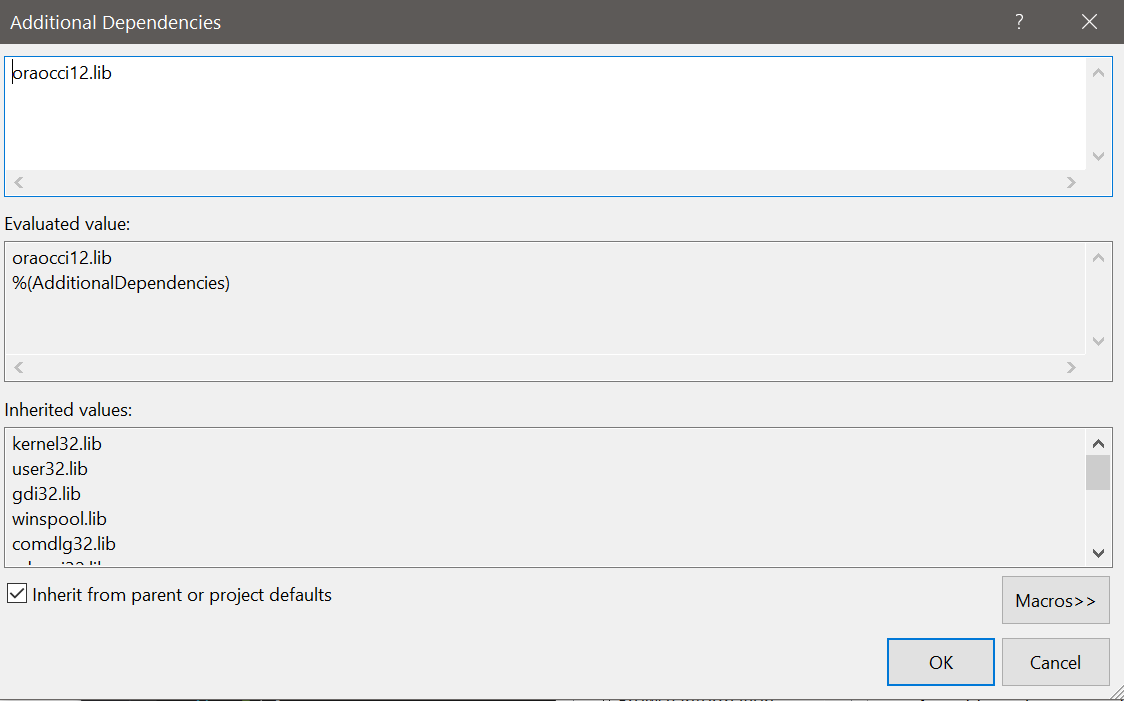 Additional Dependencies
?
oraocci12.lib
Evaluated value:
oraocci12.lib
%(AdditionalDependencies)
Inherited values:
kernel32.lib
user32.lib
gdi32.lib
winspool.lib
comdlg32.lib
Inherit from parent or project defaults
Macros>>
OK
Cancel